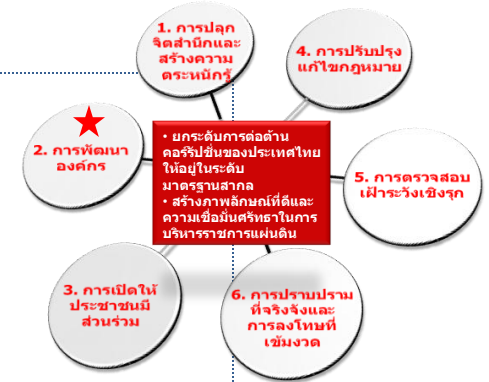 1. การปลุก
จิตสำนึกและ
สร้างความ
ตระหนักรู้
4. การปรับปรุง
แก้ไขกฎหมาย
2. การพัฒนา
องค์กร
• ยกระดับการต่อต้าน
คอร์รัปชั่นของประเทศไทย
ให้อยู่ในระดับ
มาตรฐานสากล
• สร้างภาพลักษณ์ที่ดีและ
ความเชื่อมั่นศรัทธาในการ
บริหารราชการแผ่นดิน
5. การตรวจสอบ
เฝ้าระวังเชิงรุก
3. การเปิดให้
ประชาชนมี
ส่วนร่วม
6. การปราบปราม
ที่จริงจังและ
การลงโทษที่
เข้มงวด